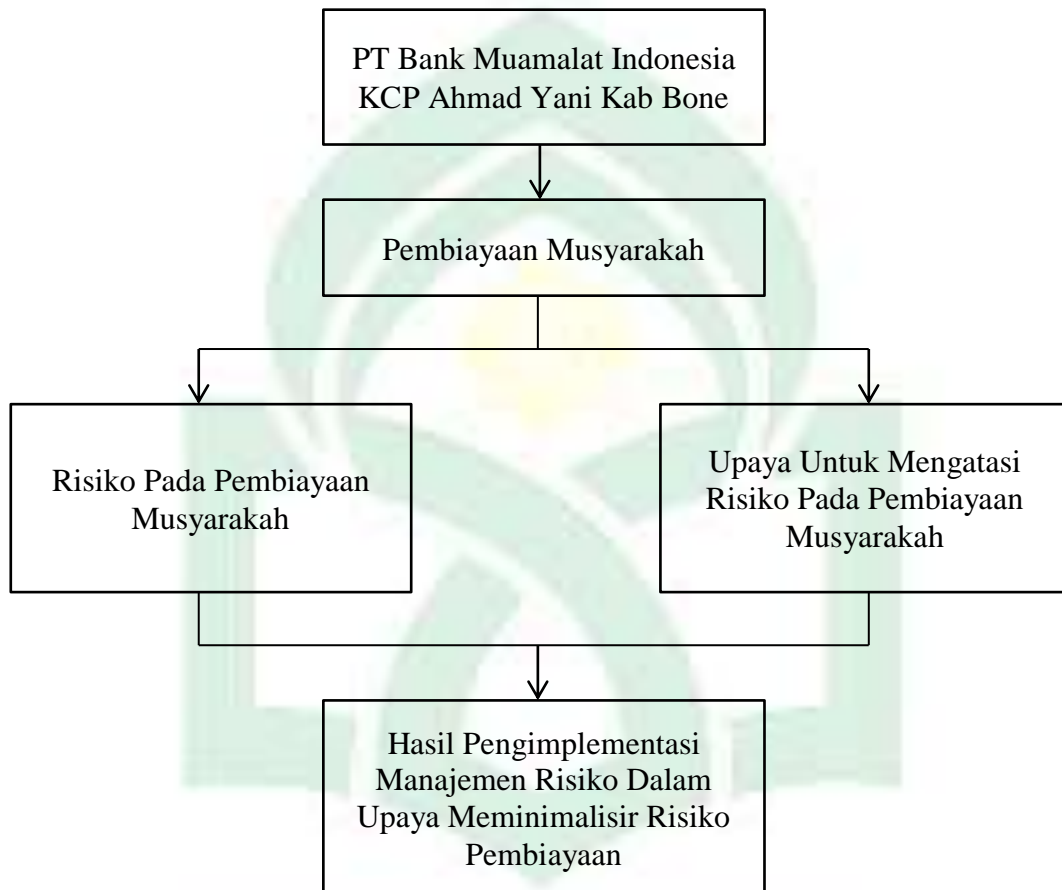 PT Bank Muamalat Indonesia
KCP Ahmad Yani Kab Bone
Pembiayaan Musyarakah
Risiko Pada Pembiayaan
Musyarakah
Upaya Untuk Mengatasi
Risiko Pada Pembiayaan
Musyarakah
Hasil Pengimplementasi
Manajemen Risiko Dalam
Upaya Meminimalisir Risiko
Pembiayaan